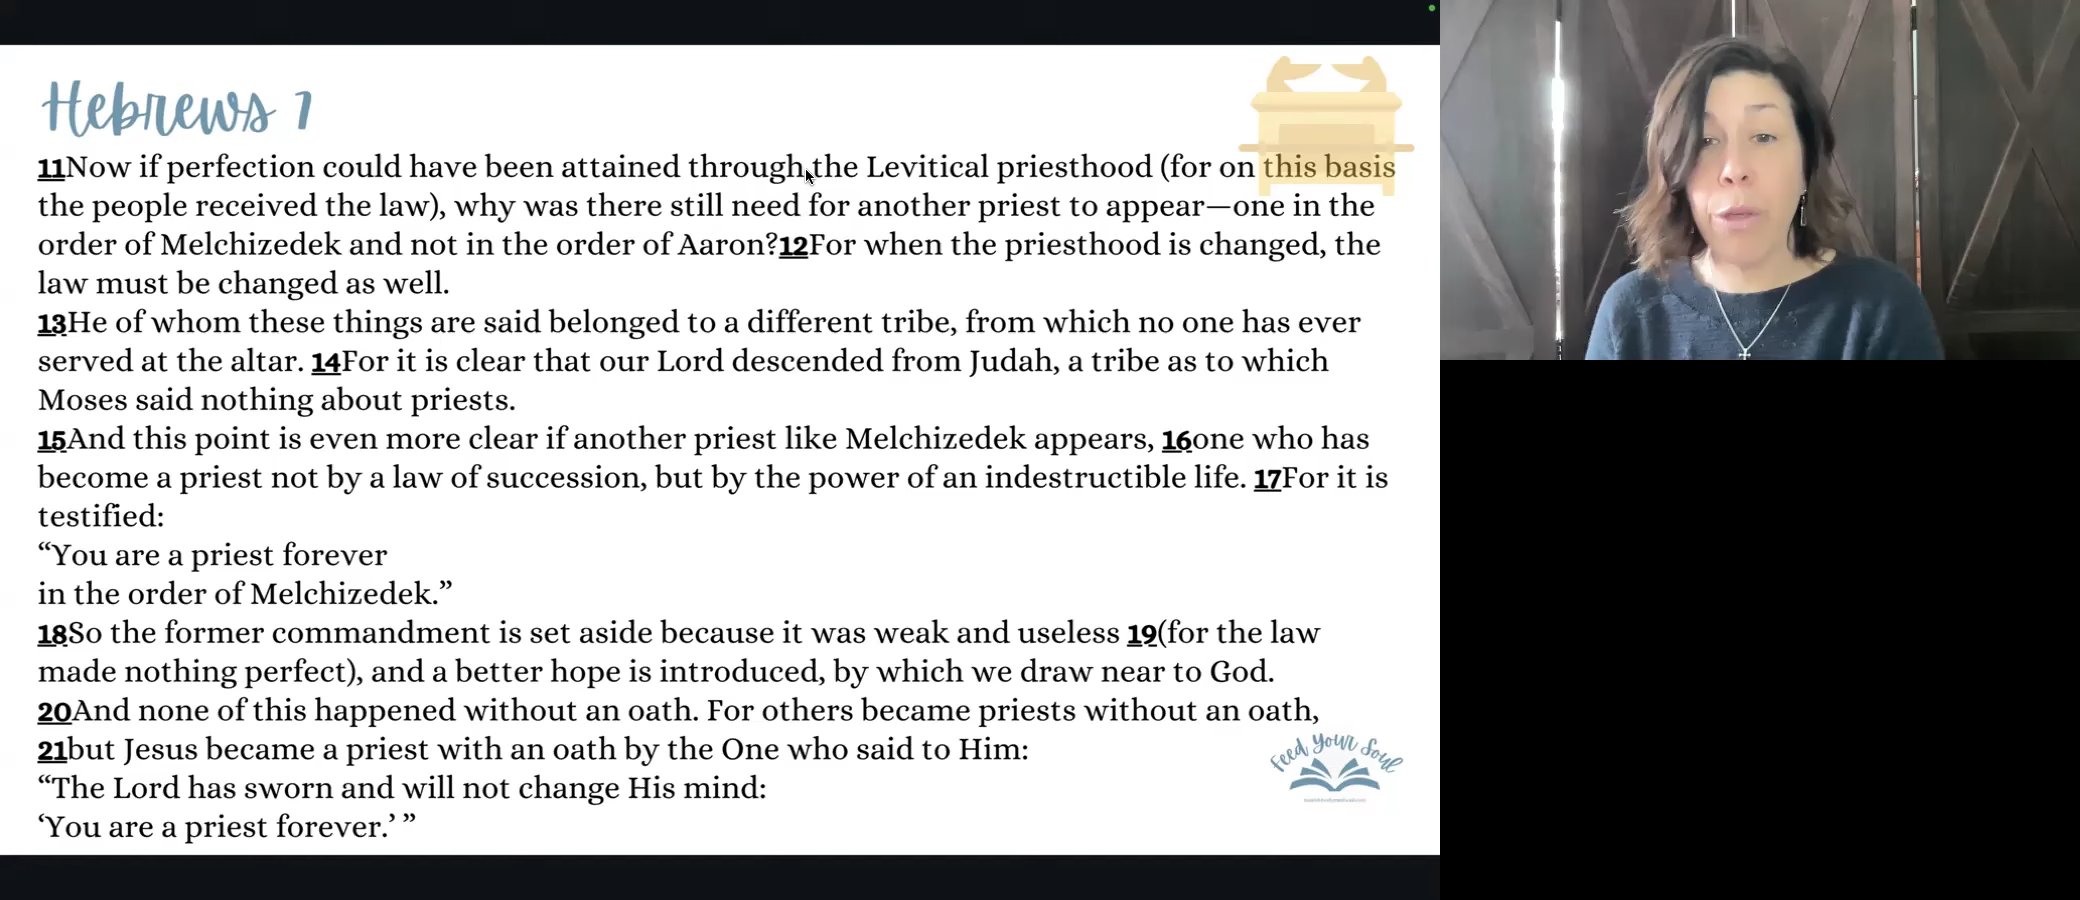 Hebrews 7
11Now if perfection could have been attained through the Levitical priesthood (for on this basis
the people received the law), why was there still need for another priest to appear—one in the
order of Melchizedek and not in the order of Aaron?12For when the priesthood is changed, the
law must be changed as well.
13He of whom these things are said belonged to a different tribe, from which no one has ever
served at the altar. 14For it is clear that our Lord descended from Judah, a tribe as to which
Moses said nothing about priests.
15And this point is even more clear if another priest like Melchizedek appears, 16one who has
become a priest not by a law of succession, but by the power of an indestructible life. 17For it is
testified:
“You are a priest forever
in the order of Melchizedek.”
18So the former commandment is set aside because it was weak and useless 19(for the law
made nothing perfect), and a better hope is introduced, by which we draw near to God.
20And none of this happened without an oath. For others became priests without an oath,
21but Jesus became a priest with an oath by the One who said to Him:
“The Lord has sworn and will not change His mind:
‘You are a priest forever.’ ”
Feed Your Soul